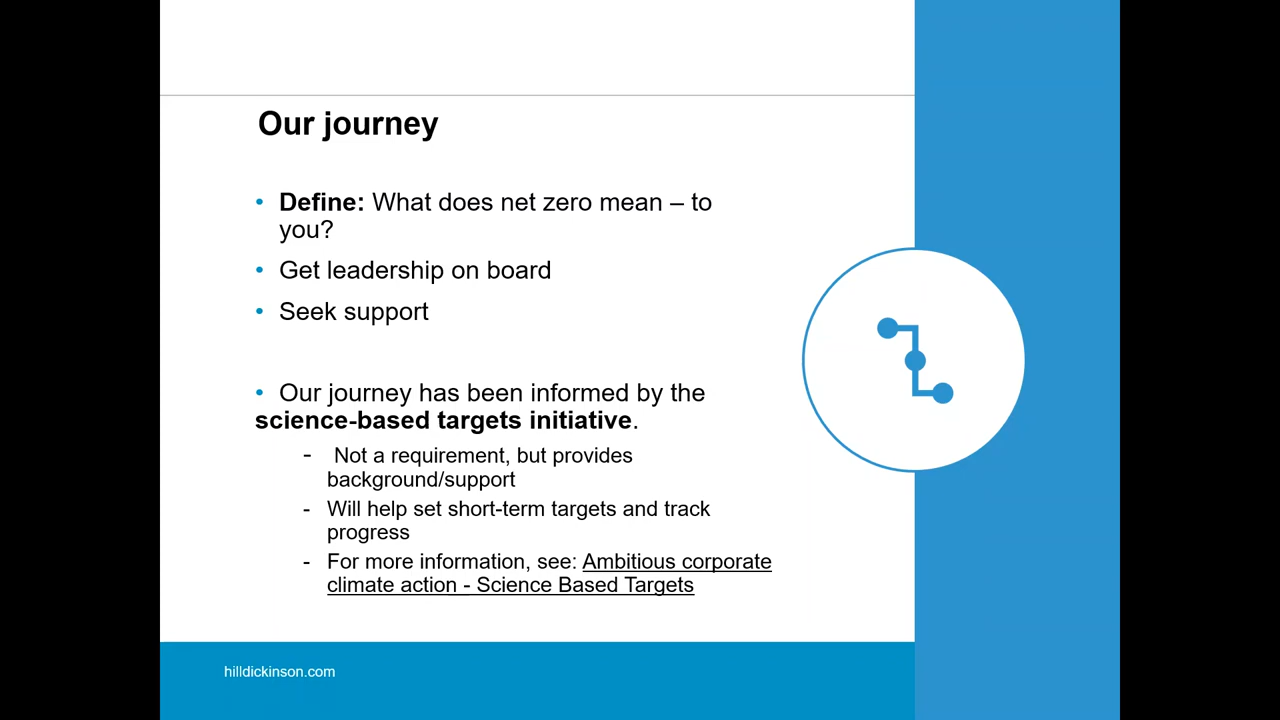 Our journey
• Define: What does net zero mean – to
you?
• Get leadership on board
• Seek support
• Our journey has been informed by the
science-based targets initiative.
- Not a requirement, but provides
background/support
- Will help set short-term targets and track
progress
- For more information, see: Ambitious corporate
climate action - Science Based Targets
hilldickinson.com